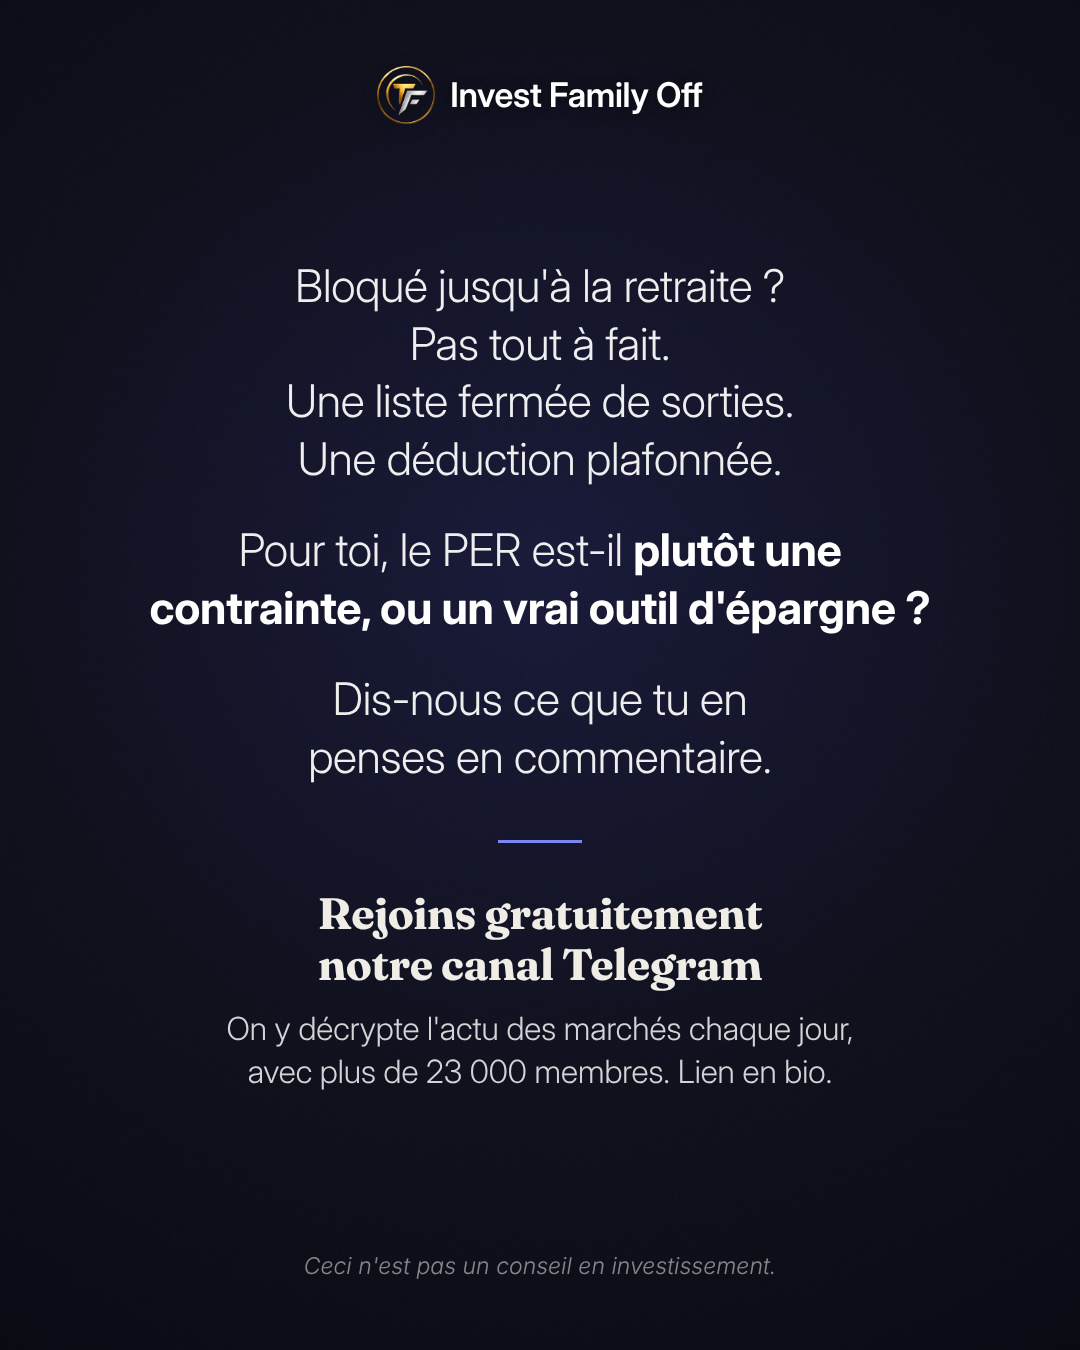 TF Invest Family Off
Bloqué jusqu'à la retraite ?
Pas tout à fait.
Une liste fermée de sorties.
Une déduction plafonnée.
Pour toi, le PER est-il plutôt une
contrainte, ou un vrai outil d'épargne ?
Dis-nous ce que tu en
penses en commentaire.
Rejoins gratuitement
notre canal Telegram
On y décrypte l'actu des marchés chaque jour,
avec plus de 23 000 membres. Lien en bio.
Ceci n'est pas un conseil en investissement.